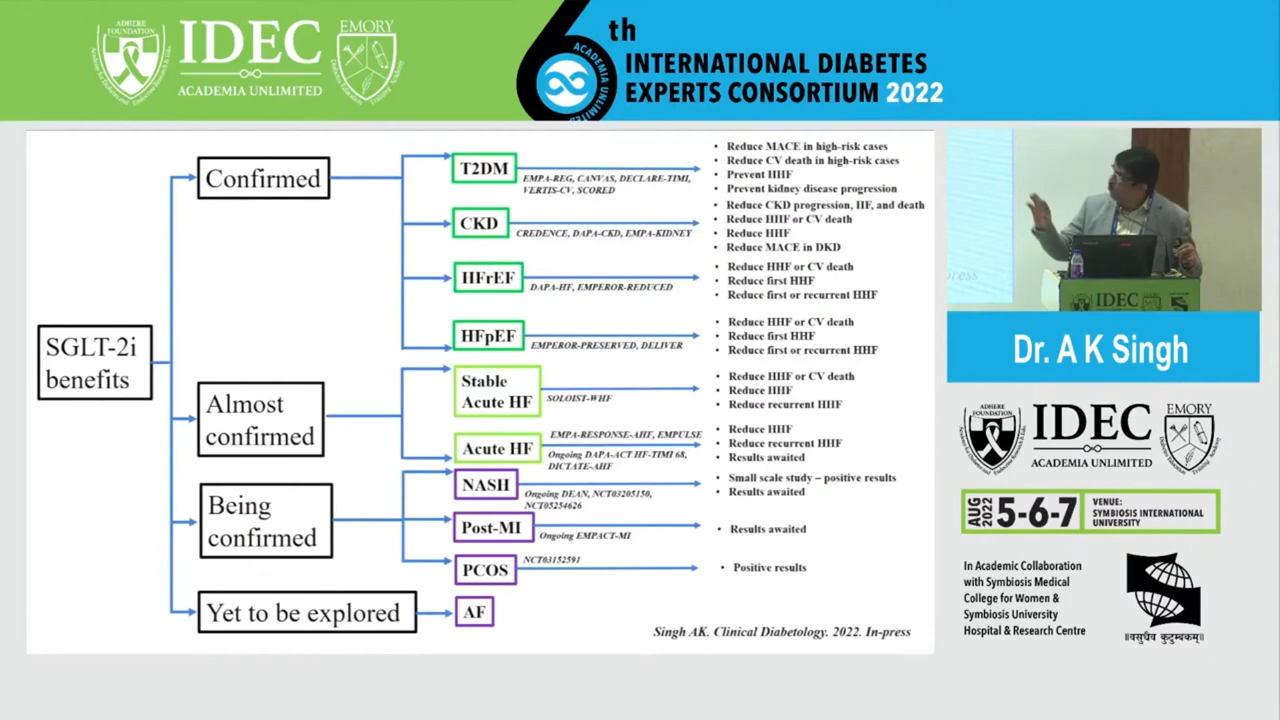 ADHERE
FOUNDATION
IDEC
ACADEMIA UNLIMITED
EMORY
ACADEMIA UNLIMITED
th
INTERNATIONAL DIABETES
EXPERTS CONSORTIUM 2022
SGLT-2i
benefits
Confirmed
T2DM
EMPA-REG, CANVAS, DECLARE-TIMI,
VERTIS-CV, SCORED
• Reduce MACE in high-risk cases
• Reduce CV death in high-risk cases
• Prevent HHF
• Prevent kidney disease progression
CKD
CREDENCE, DAPA-CKD, EMPA-KIDNEY
• Reduce CKD progression, HF, and death
• Reduce HHF or CV death
• Reduce HHF
• Reduce MACE in DKD
HFrEF
DAPA-HF, EMPEROR-REDUCED
• Reduce HHF or CV death
• Reduce first HHF
• Reduce first or recurrent HHF
HFpEF
EMPEROR-PRESERVED, DELIVER
• Reduce HHF or CV death
• Reduce first HHF
• Reduce first or recurrent HHF
Almost
confirmed
Stable
Acute HF
SOLOIST-WHF
• Reduce HHF or CV death
• Reduce HHF
• Reduce recurrent HHF
Acute HF
EMPA-RESPONSE-AHF, EMPULSE
Ongoing DAPA-ACT HF-TIMI 68,
DICTATE-AHF
• Reduce HHF
• Reduce recurrent HHF
• Results awaited
Being
confirmed
NASH
Ongoing DEAN, NCT03205150,
NCT05254626
• Small scale study – positive results
• Results awaited
Post-MI
Ongoing EMPACT-MI
• Results awaited
PCOS
NCT03152591
• Positive results
Yet to be explored
AF
Singh AK. Clinical Diabetology. 2022. In-press
IDEC
Dr. A K Singh
ADHERE
FOUNDATION
IDEC
ACADEMIA UNLIMITED
EMORY
AUG
2022
5-6-7
VENUE:
SYMBIOSIS INTERNATIONAL
UNIVERSITY
In Academic Collaboration
with Symbiosis Medical
College for Women &
Symbiosis University
Hospital & Research Centre
॥वसुधैव कुटुम्बकम्॥